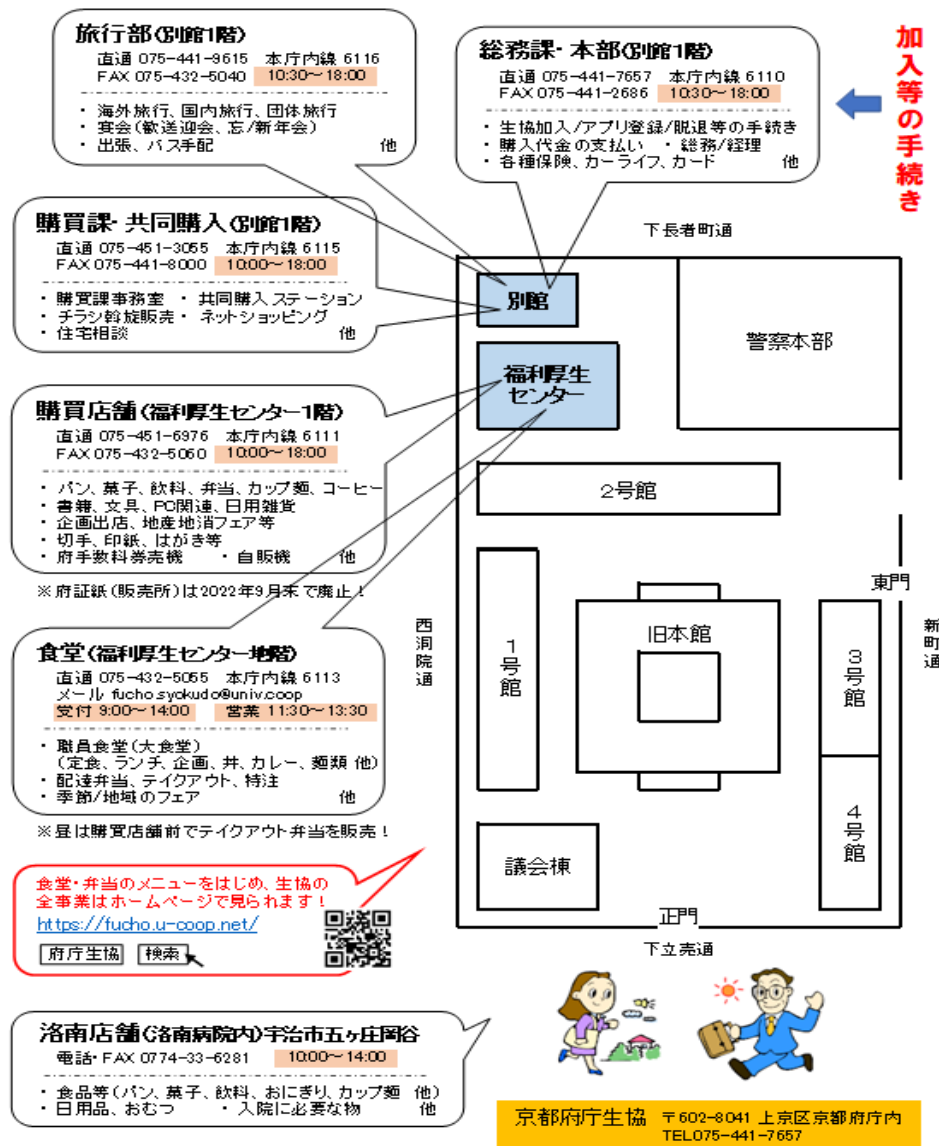 旅行部(別館1階)
直通 075-441-9615 本庁内線 6116
FAX 075-432-5040 10:30～18:00
・ 海外旅行、国内旅行、団体旅行
・ 宴会(歓送迎会、忘/新年会)
・ 出張、バス手配 他
総務課・本部(別館1階)
直通 075-441-7657 本庁内線 6110
FAX 075-441-2686 10:30～18:00
・ 生協加入/アプリ登録/脱退等の手続き
・ 購入代金の支払い ・ 総務/経理
・ 各種保険、カーライフ、カード 他
加入等の手続き
購買課・共同購入(別館1階)
直通 075-451-3055 本庁内線 6115
FAX 075-441-8000 10:00～18:00
・ 購買課事務室 ・ 共同購入ステーション
・ チラシ斡旋販売 ・ ネットショッピング
・ 住宅相談 他
購買店舗(福利厚生センター1階)
直通 075-451-6976 本庁内線 6111
FAX 075-432-5060 10:00～18:00
・ パン、菓子、飲料、弁当、カップ麺、コーヒー
・ 書籍、文具、PC関連、日用雑貨
・ 企画出店、地産地消フェア等
・ 切手、印紙、はがき等
・ 府手数料券売機 ・ 自販機 他
※府証紙(販売所)は2022年9月末で廃止！
食堂(福利厚生センター地階)
直通 075-432-5055 本庁内線 6113
メール fucho.syokudo@univ.coop
受付 9:00～14:00 営業 11:30～13:30
・ 職員食堂(大食堂)
(定食、ランチ、企画、丼、カレー、麺類 他)
・ 配達弁当、テイクアウト、特注
・ 季節/地域のフェア 他
※昼は購買店舗前でテイクアウト弁当を販売！
食堂・弁当のメニューをはじめ、生協の
全事業はホームページで見られます！
https://fucho.u-coop.net/
府庁生協 検索
洛南店舗(洛南病院内)宇治市五ヶ庄岡谷
電話・FAX 0774-33-6281 10:00～14:00
・ 食品等(パン、菓子、飲料、おにぎり、カップ麺 他)
・ 日用品、おむつ ・ 入院に必要な物 他
下長者町通
別館
警察本部
福利厚生
センター
2号館
東門
西洞院通
1号館
旧本館
3号館
新町通
4号館
議会棟
正門
下立売通
京都府庁生協 〒602-8041 上京区京都府庁内
TEL075-441-7657